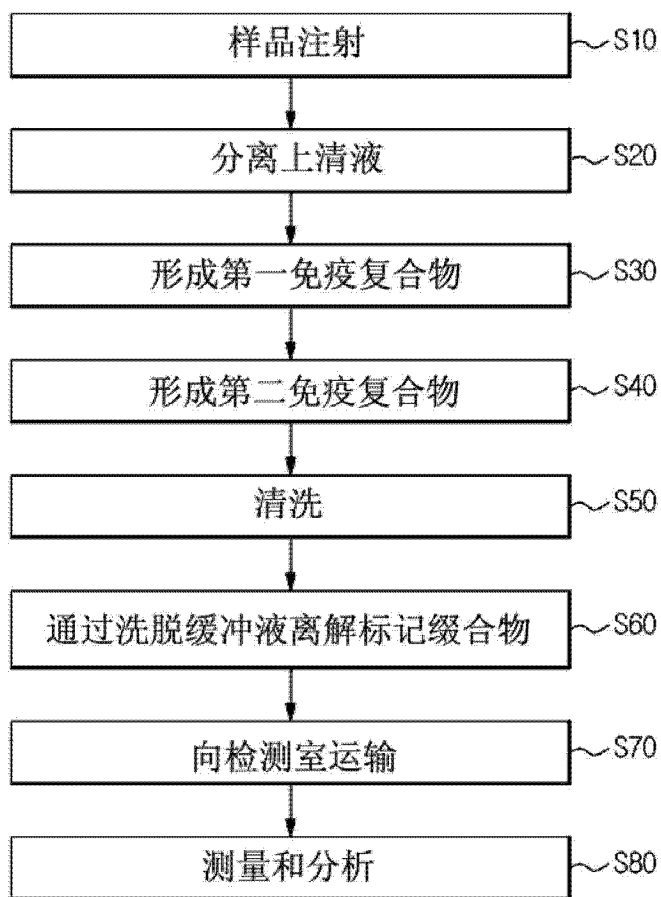 样品注射 S10
分离上清液 S20
形成第一免疫复合物 S30
形成第二免疫复合物 S40
清洗 S50
通过洗脱缓冲液离解标记缀合物 S60
向检测室运输 S70
测量和分析 S80